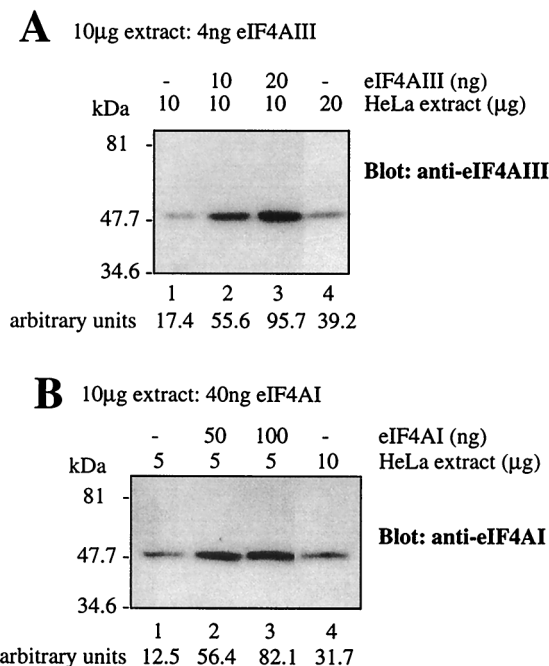 A 10µg extract: 4ng eIF4AIII
- 10 20 - eIF4AIII (ng)
kDa 10 10 10 20 HeLa extract (µg)
81 -
Blot: anti-eIF4AIII
47.7 -
34.6 -
1 2 3 4
arbitrary units 17.4 55.6 95.7 39.2
B 10µg extract: 40ng eIF4AI
- 50 100 - eIF4AI (ng)
kDa 5 5 5 10 HeLa extract (µg)
81 -
Blot: anti-eIF4AI
47.7 -
34.6 -
1 2 3 4
arbitrary units 12.5 56.4 82.1 31.7